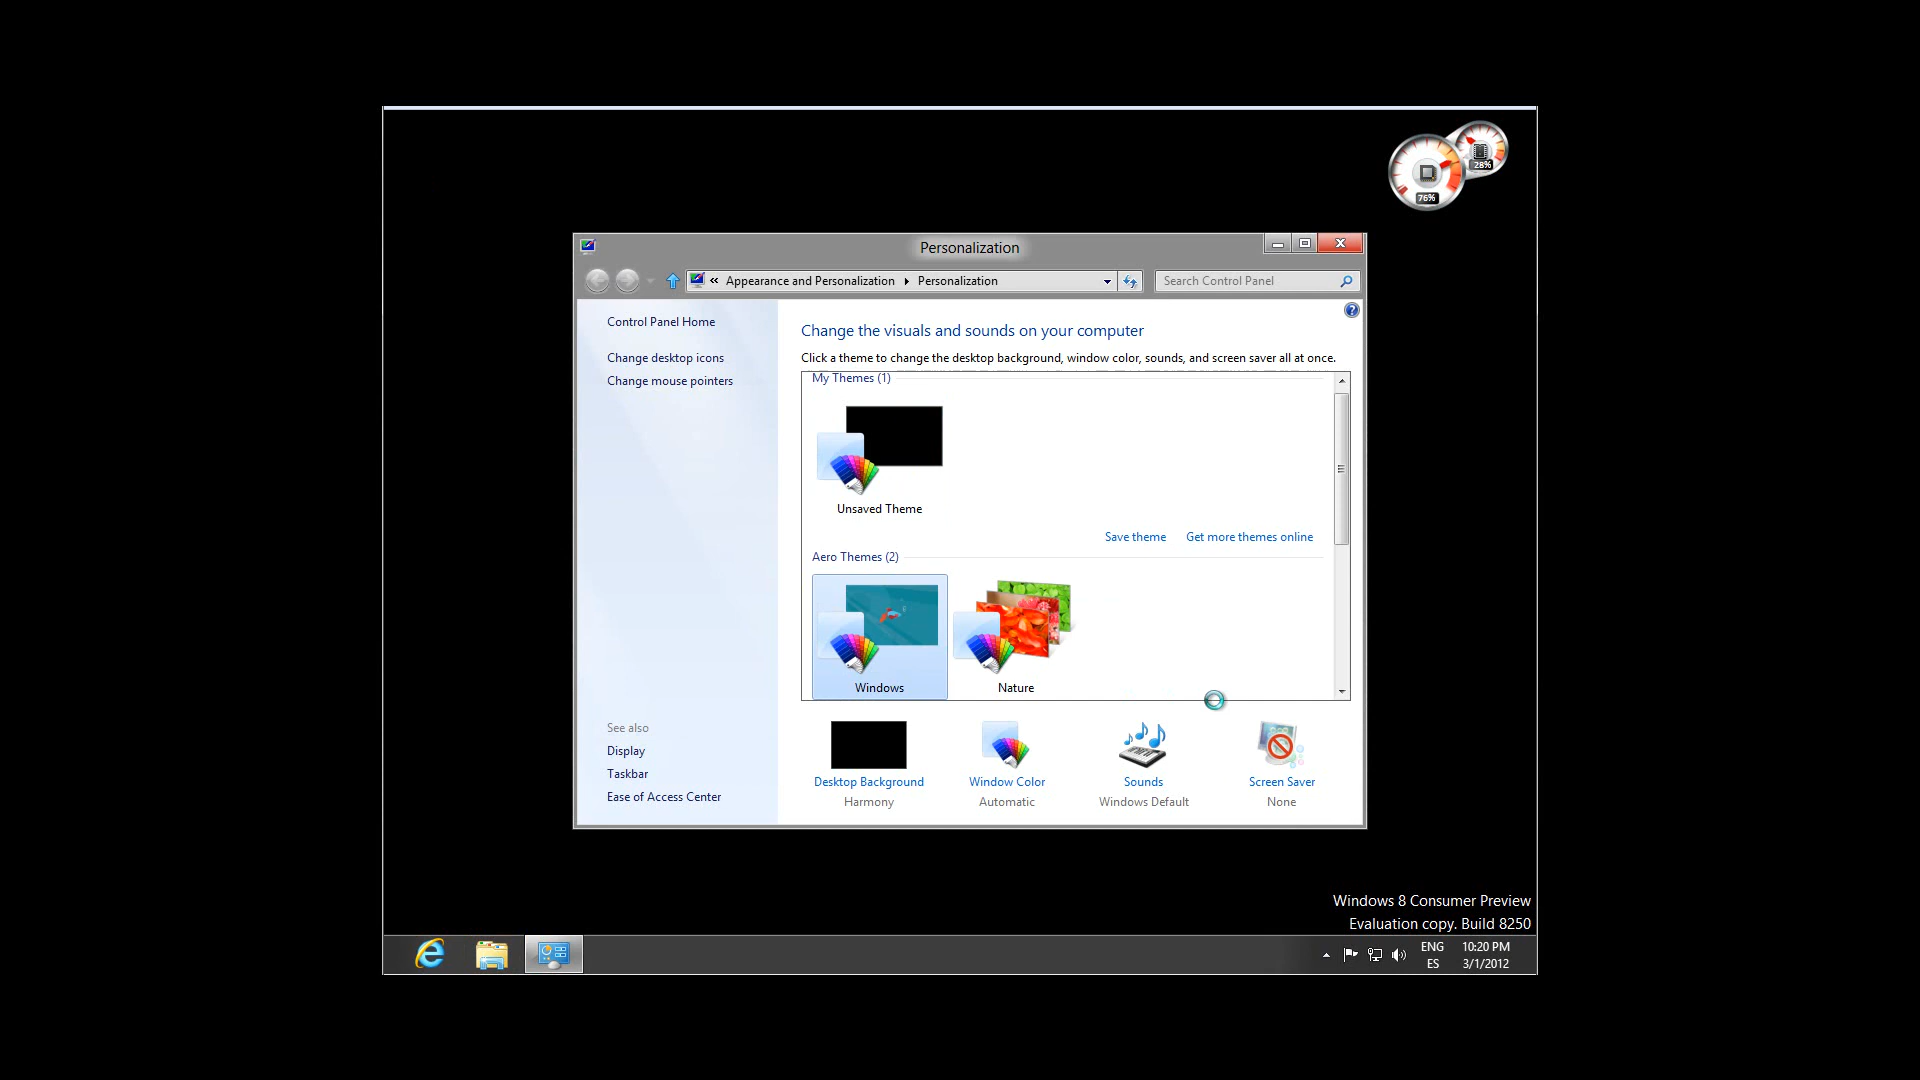 28%
76%
Personalization
« Appearance and Personalization Personalization
Search Control Panel
Control Panel Home
Change desktop icons
Change mouse pointers
Change the visuals and sounds on your computer
Click a theme to change the desktop background, window color, sounds, and screen saver all at once.
My Themes (1)
Unsaved Theme
Save theme Get more themes online
Aero Themes (2)
Windows Nature
See also
Display
Taskbar
Ease of Access Center
Desktop Background Window Color Sounds Screen Saver
Harmony Automatic Windows Default None
Windows 8 Consumer Preview
Evaluation copy. Build 8250
ENG 10:20 PM
ES 3/1/2012